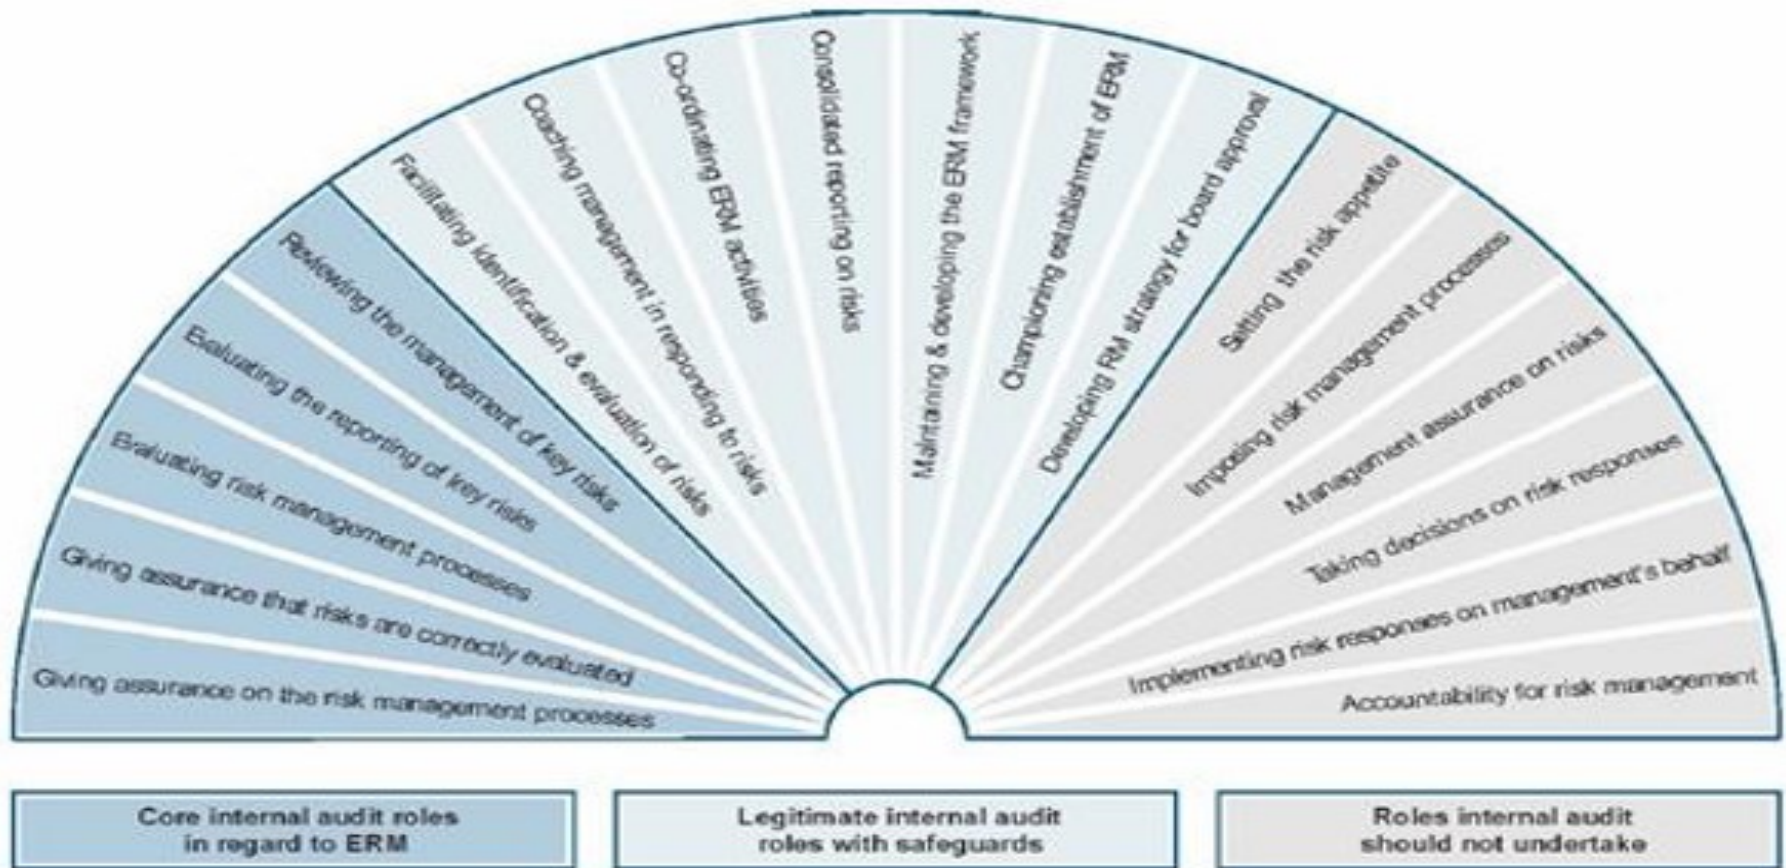 Giving assurance on the risk management processes
Giving assurance that risks are correctly evaluated
Evaluating risk management processes
Evaluating the reporting of key risks
Reviewing the management of key risks
Facilitating identification & evaluation of risks
Coaching management in responding to risks
Co-ordinating ERM activities
Consolidated reporting on risks
Maintaining & developing the ERM framework
Championing establishment of ERM
Developing RM strategy for board approval
Setting the risk appetite
Imposing risk management processes
Management assurance on risks
Taking decisions on risk responses
Implementing risk responses on management's behalf
Accountability for risk management
Core internal audit roles
in regard to ERM
Legitimate internal audit
roles with safeguards
Roles internal audit
should not undertake